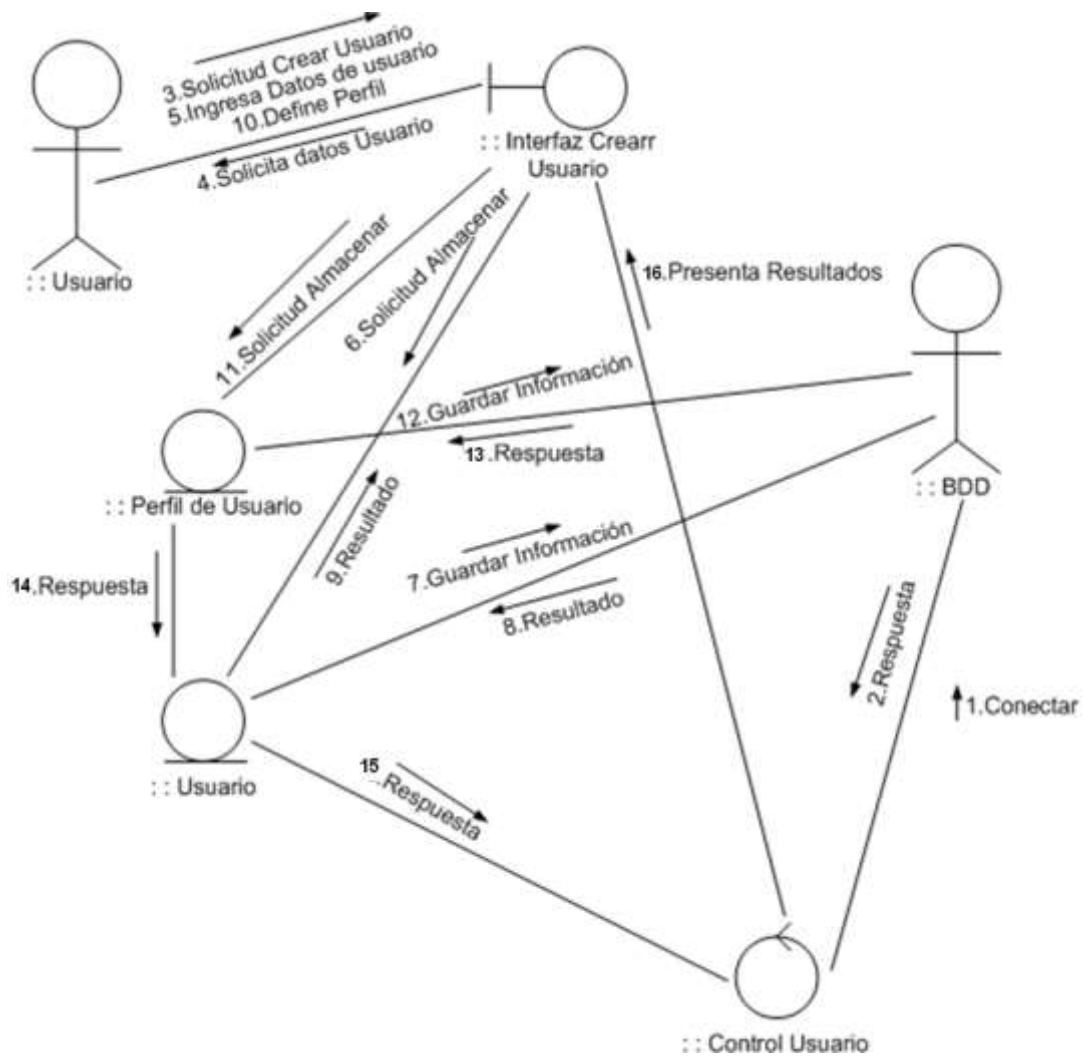 3.Solicitud Crear Usuario
5.Ingresa Datos de usuario
10.Define Perfil
4.Solicita datos Usuario
: : Interfaz Crearr
Usuario
: : Usuario
11.Solicitud Almacenar
6.Solicitud Almacenar
16.Presenta Resultados
12.Guardar Información
13.Respuesta
: : Perfil de Usuario
: : BDD
9.Resultado
7.Guardar Información
8.Resultado
14.Respuesta
2.Respuesta
1.Conectar
: : Usuario
15.Respuesta
: : Control Usuario